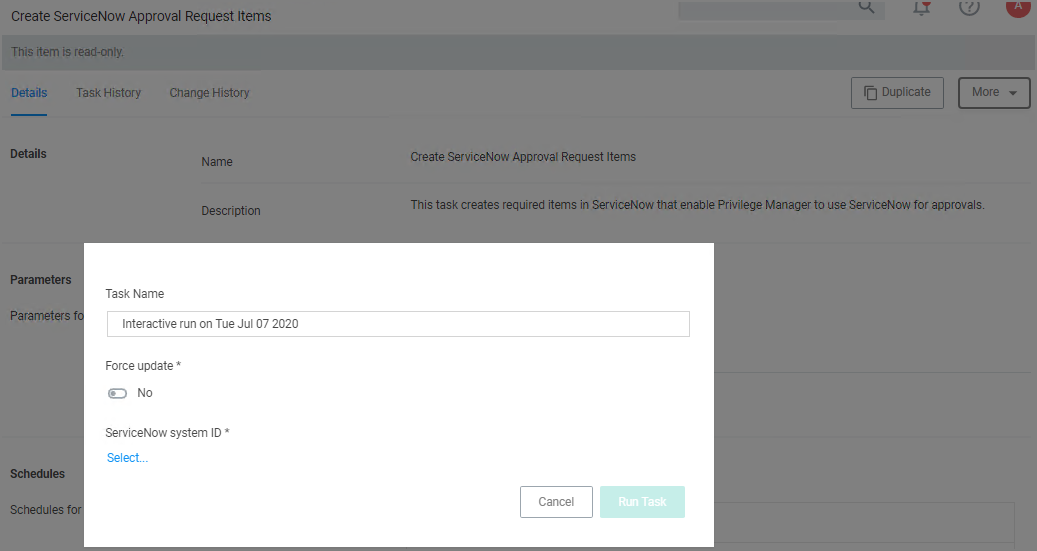 Create ServiceNow Approval Request Items
A
This item is read-only.
Details
Task History
Change History
Duplicate
More
Details
Name
Create ServiceNow Approval Request Items
Description
This task creates required items in ServiceNow that enable Privilege Manager to use ServiceNow for approvals.
Parameters
Parameters fo
Task Name
Interactive run on Tue Jul 07 2020
Force update *
No
ServiceNow system ID *
Select...
Schedules
Schedules for
Cancel
Run Task